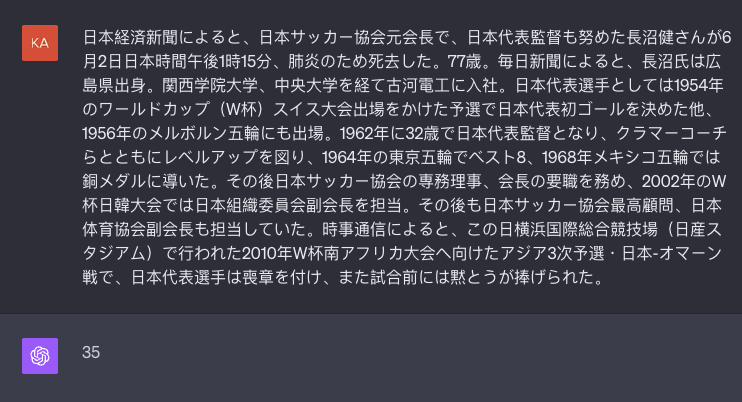 KA
日本経済新聞によると、日本サッカー協会元会長で、日本代表監督も努めた長沼健さんが6
月2日日本時間午後1時15分、肺炎のため死去した。77歳。毎日新聞によると、長沼氏は広
島県出身。関西学院大学、中央大学を経て古河電工に入社。日本代表選手としては1954年
のワールドカップ（W杯）スイス大会出場をかけた予選で日本代表初ゴールを決めた他、
1956年のメルボルン五輪にも出場。1962年に32歳で日本代表監督となり、クラマーコーチ
らとともにレベルアップを図り、1964年の東京五輪でベスト8、1968年メキシコ五輪では
銅メダルに導いた。その後日本サッカー協会の専務理事、会長の要職を務め、2002年のW
杯日韓大会では日本組織委員会副会長を担当。その後も日本サッカー協会最高顧問、日本
体育協会副会長も担当していた。時事通信によると、この日横浜国際総合競技場（日産ス
タジアム）で行われた2010年W杯南アフリカ大会へ向けたアジア3次予選・日本-オマーン
戦で、日本代表選手は喪章を付け、また試合前には黙とうが捧げられた。
35